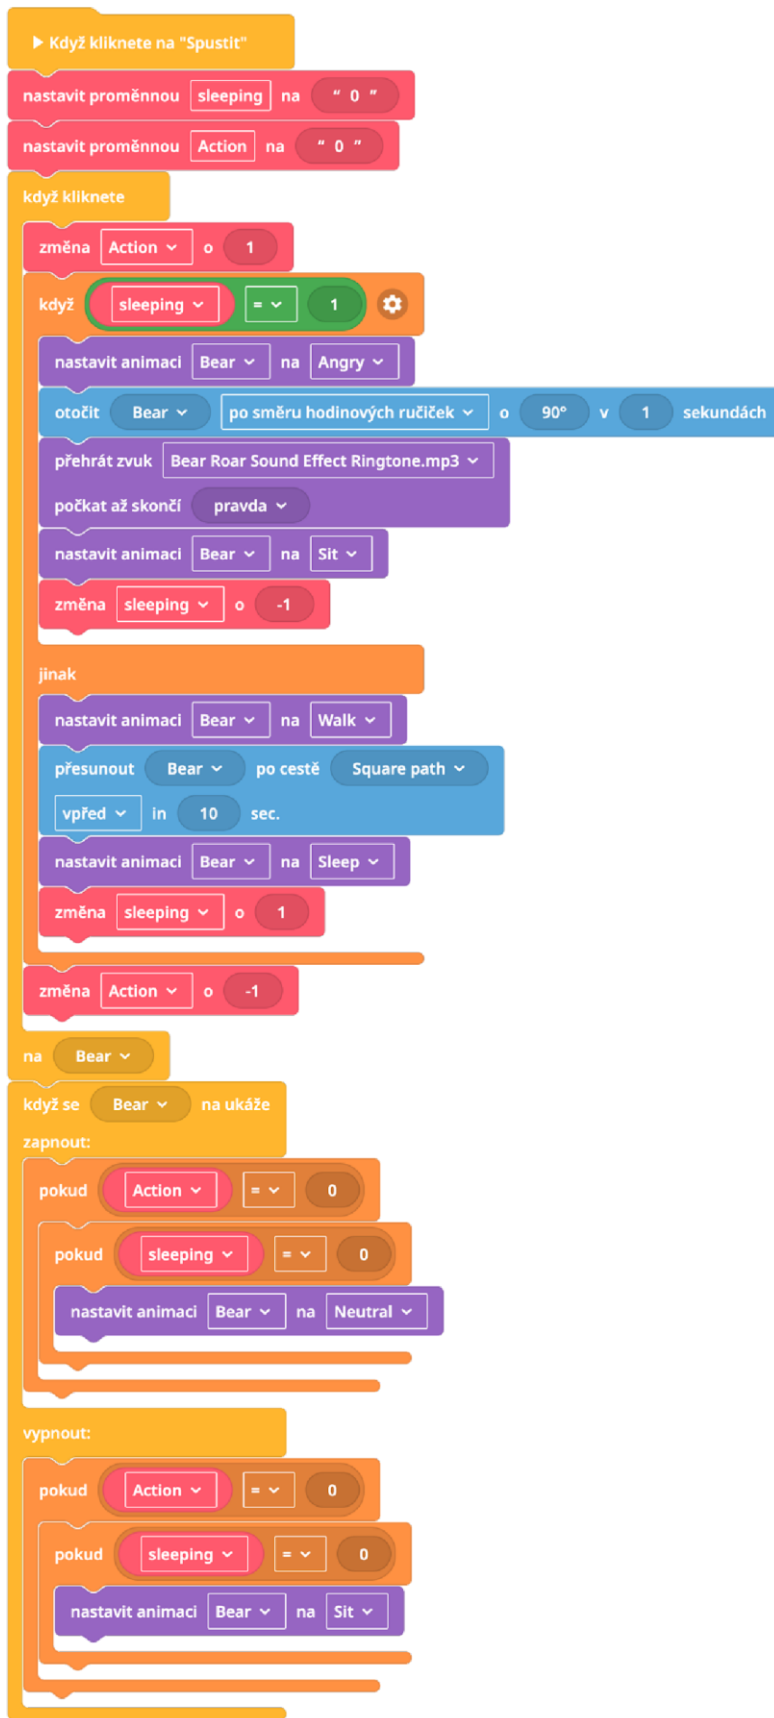 Když kliknete na "Spustit"
nastavit proměnnou sleeping na “ 0 ”
nastavit proměnnou Action na “ 0 ”
když kliknete
změna Action o 1
když sleeping = 1
nastavit animaci Bear na Angry
otočit Bear po směru hodinových ručiček o 90° v 1 sekundách
přehrát zvuk Bear Roar Sound Effect Ringtone.mp3
počkat až skončí pravda
nastavit animaci Bear na Sit
změna sleeping o -1
jinak
nastavit animaci Bear na Walk
přesunout Bear po cestě Square path
vpřed in 10 sec.
nastavit animaci Bear na Sleep
změna sleeping o 1
změna Action o -1
na Bear
když se Bear na ukáže
zapnout:
pokud Action = 0
pokud sleeping = 0
nastavit animaci Bear na Neutral
vypnout:
pokud Action = 0
pokud sleeping = 0
nastavit animaci Bear na Sit